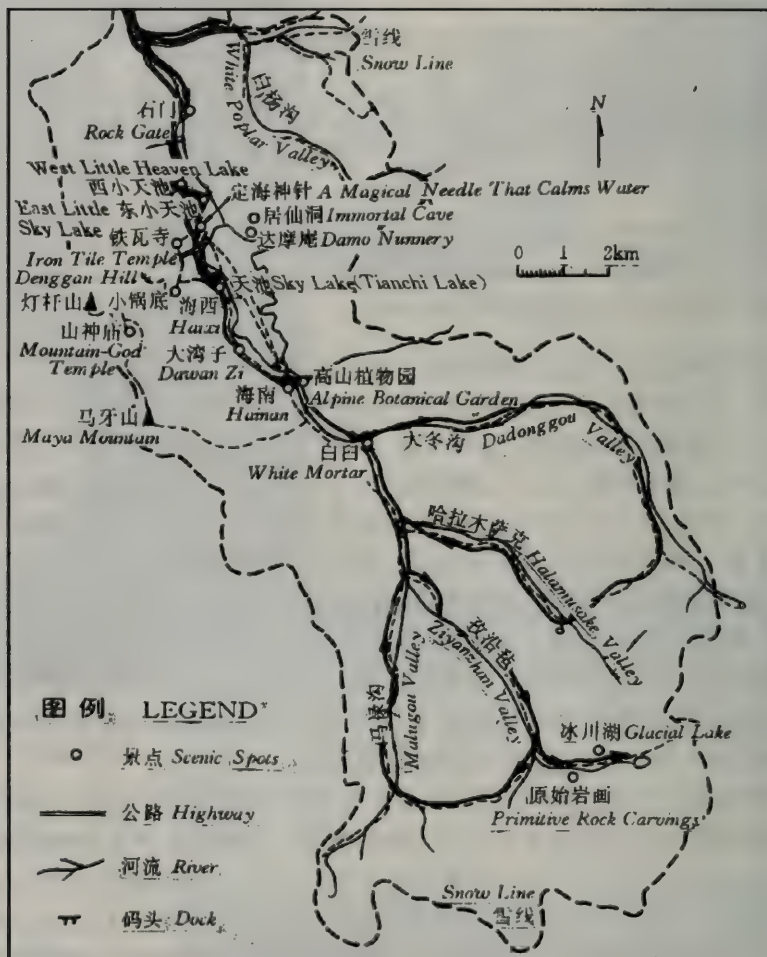 雪线
Snow Line
白杨沟
White Poplar Valley
石门
Rock Gate
N
West Little Heaven Lake
西小天池
定海神针 A Magical Needle That Calms Water
East Little 东小天池
Sky Lake
居仙洞 Immortal Cave
铁瓦寺
达摩庵 Damo Nunnery
Iron Tile Temple
Denggan Hill
0 1 2km
天池 Sky Lake (Tianchi Lake)
灯杆山 小锅底
海西
Haixi
山神庙
Mountain-God
Temple
大湾子
Dawan Zi
高山植物园
Alpine Botanical Garden
海南
Hainan
马牙山
Maya Mountain
大冬沟 Dadonggou Valley
白臼
White Mortar
哈拉木萨克 Halamusake Valley
孜沿毡
Ziyanzhan Valley
Mulugou Valley
冰川湖 Glacial Lake
原始岩画
Primitive Rock Carvings
图例 LEGEND
景点 Scenic Spots
公路 Highway
河流 River
码头 Dock
Snow Line
雪线